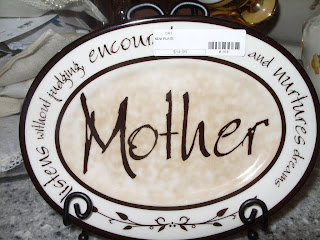 listens without judging encour
and nurtures dreams
Mother